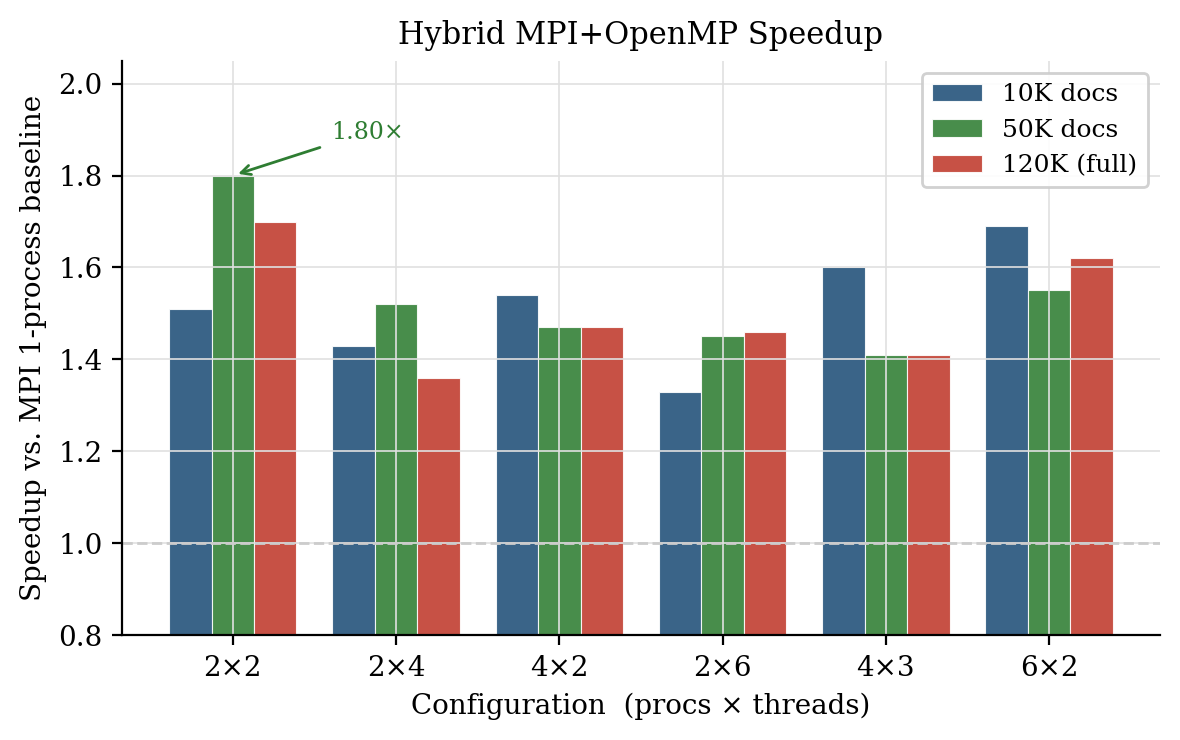 Hybrid MPI+OpenMP Speedup
Speedup vs. MPI 1-process baseline
2.0
1.8
1.6
1.4
1.2
1.0
0.8
1.80×
10K docs
50K docs
120K (full)
2×2 2×4 4×2 2×6 4×3 6×2
Configuration (procs × threads)